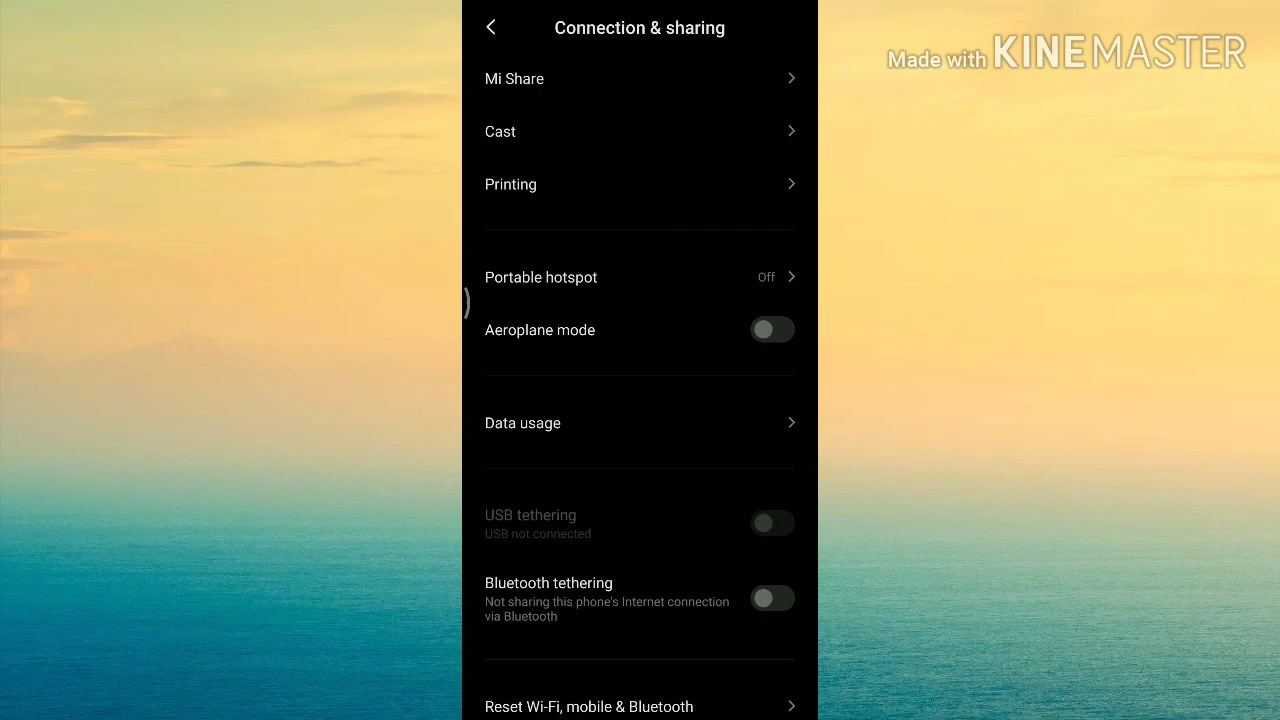 Connection & sharing
Made with KINEMASTER
Mi Share
Cast
Printing
Portable hotspot Off
Aeroplane mode
Data usage
USB tethering
USB not connected
Bluetooth tethering
Not sharing this phone's Internet connection
via Bluetooth
Reset Wi-Fi, mobile & Bluetooth